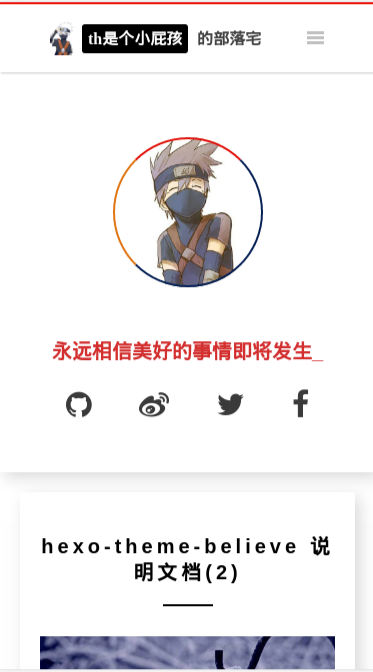 th是个小屁孩 的部落宅
永远相信美好的事情即将发生_
hexo-theme-believe 说
明文档(2)